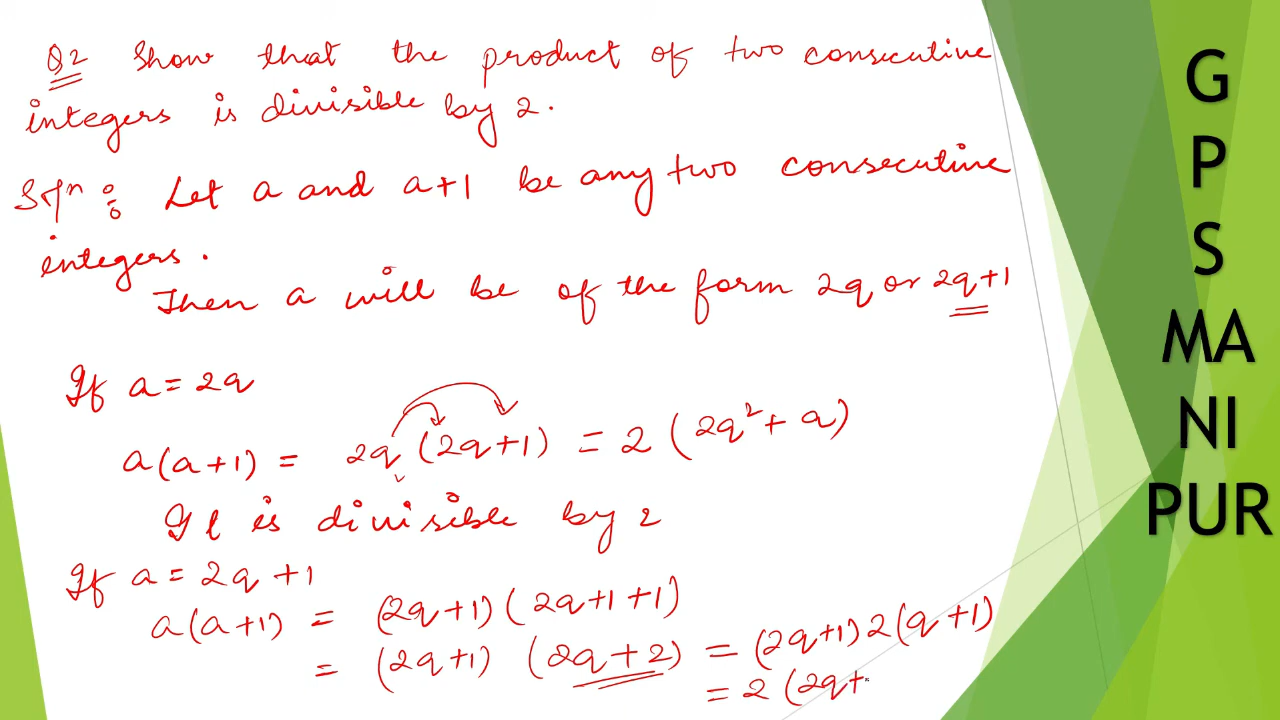 Q2 Show that the product of two consecutive
integers is divisible by 2.
Sol^n : Let a and a+1 be any two consecutive
integers.
Then a will be of the form 2q or 2q+1
If a = 2q
a(a+1) = 2q (2q+1) = 2 (2q² + q)
It is divisible by 2
If a = 2q +1
a(a+1) = (2q+1)(2q+1+1)
= (2q+1) (2q+2) = (2q+1)2(q+1)
= 2 (2q+
G
P
S
MA
NI
PUR